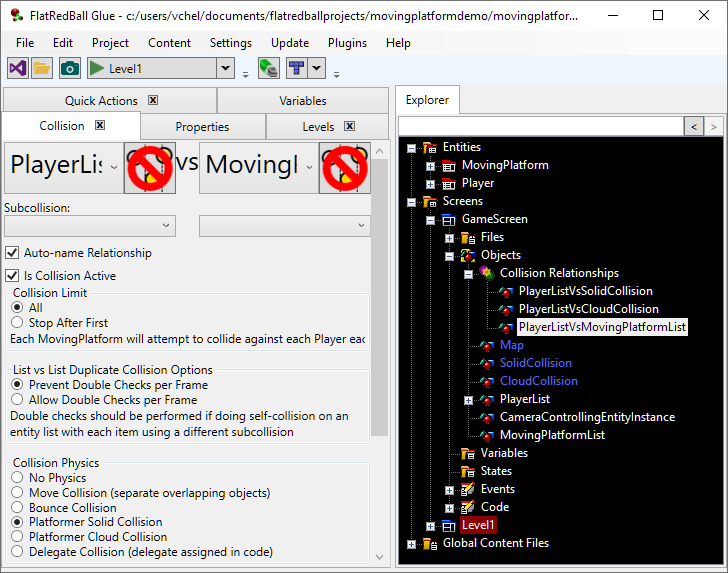 FlatRedBall Glue - c:/users/vchel/documents/flatredballprojects/movingplatformdemo/movingplatfor...
File Edit Project Content Settings Update Plugins Help
Level1
Quick Actions Variables
Collision Properties Levels
PlayerLis vs MovingI
Subcollision:
Auto-name Relationship
Is Collision Active
Collision Limit
All
Stop After First
Each MovingPlatform will attempt to collide against each Player eac
List vs List Duplicate Collision Options
Prevent Double Checks per Frame
Allow Double Checks per Frame
Double checks should be performed if doing self-collision on an
entity list with each item using a different subcollision
Collision Physics
No Physics
Move Collision (separate overlapping objects)
Bounce Collision
Platformer Solid Collision
Platformer Cloud Collision
Delegate Collision (delegate assigned in code)
Explorer
< >
Entities
MovingPlatform
Player
Screens
GameScreen
Files
Objects
Collision Relationships
PlayerListVsSolidCollision
PlayerListVsCloudCollision
PlayerListVsMovingPlatformList
Map
SolidCollision
CloudCollision
PlayerList
CameraControllingEntityInstance
MovingPlatformList
Variables
States
Events
Code
Level1
Global Content Files